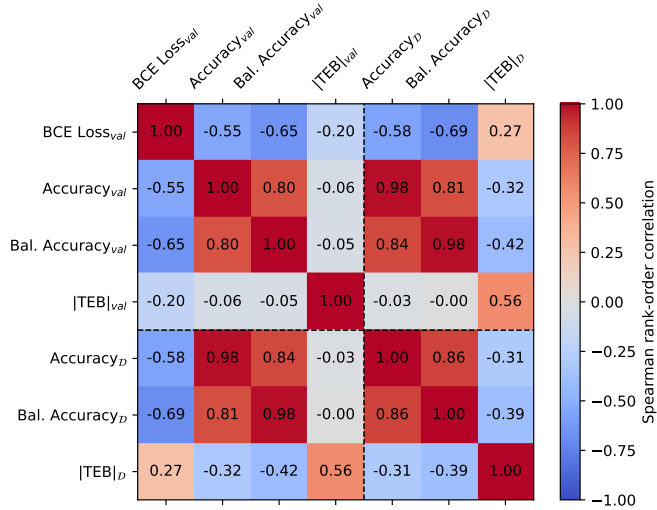 BCE Loss_val Accuracy_val Bal. Accuracy_val |TEB|_val Accuracy_𝒟 Bal. Accuracy_𝒟 |TEB|_𝒟
BCE Loss_val 1.00 -0.55 -0.65 -0.20 -0.58 -0.69 0.27
Accuracy_val -0.55 1.00 0.80 -0.06 0.98 0.81 -0.32
Bal. Accuracy_val -0.65 0.80 1.00 -0.05 0.84 0.98 -0.42
|TEB|_val -0.20 -0.06 -0.05 1.00 -0.03 -0.00 0.56
Accuracy_𝒟 -0.58 0.98 0.84 -0.03 1.00 0.86 -0.31
Bal. Accuracy_𝒟 -0.69 0.81 0.98 -0.00 0.86 1.00 -0.39
|TEB|_𝒟 0.27 -0.32 -0.42 0.56 -0.31 -0.39 1.00
1.00
0.75
0.50
0.25
0.00
−0.25
−0.50
−0.75
−1.00
Spearman rank-order correlation